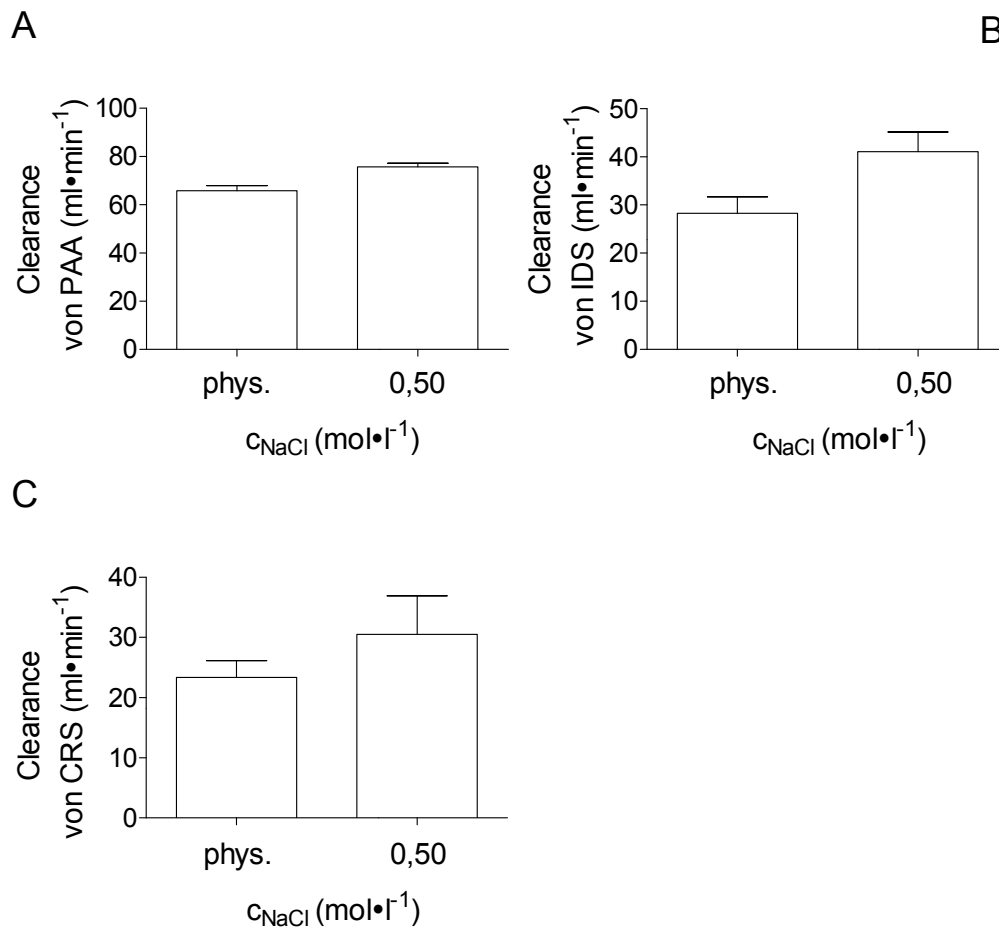 A
B
Clearance
von PAA (ml•min⁻¹)
100
80
60
40
20
0
phys.
0,50
cNaCl (mol•l⁻¹)
Clearance
von IDS (ml•min⁻¹)
50
40
30
20
10
0
phys.
0,50
cNaCl (mol•l⁻¹)
C
Clearance
von CRS (ml•min⁻¹)
40
30
20
10
0
phys.
0,50
cNaCl (mol•l⁻¹)